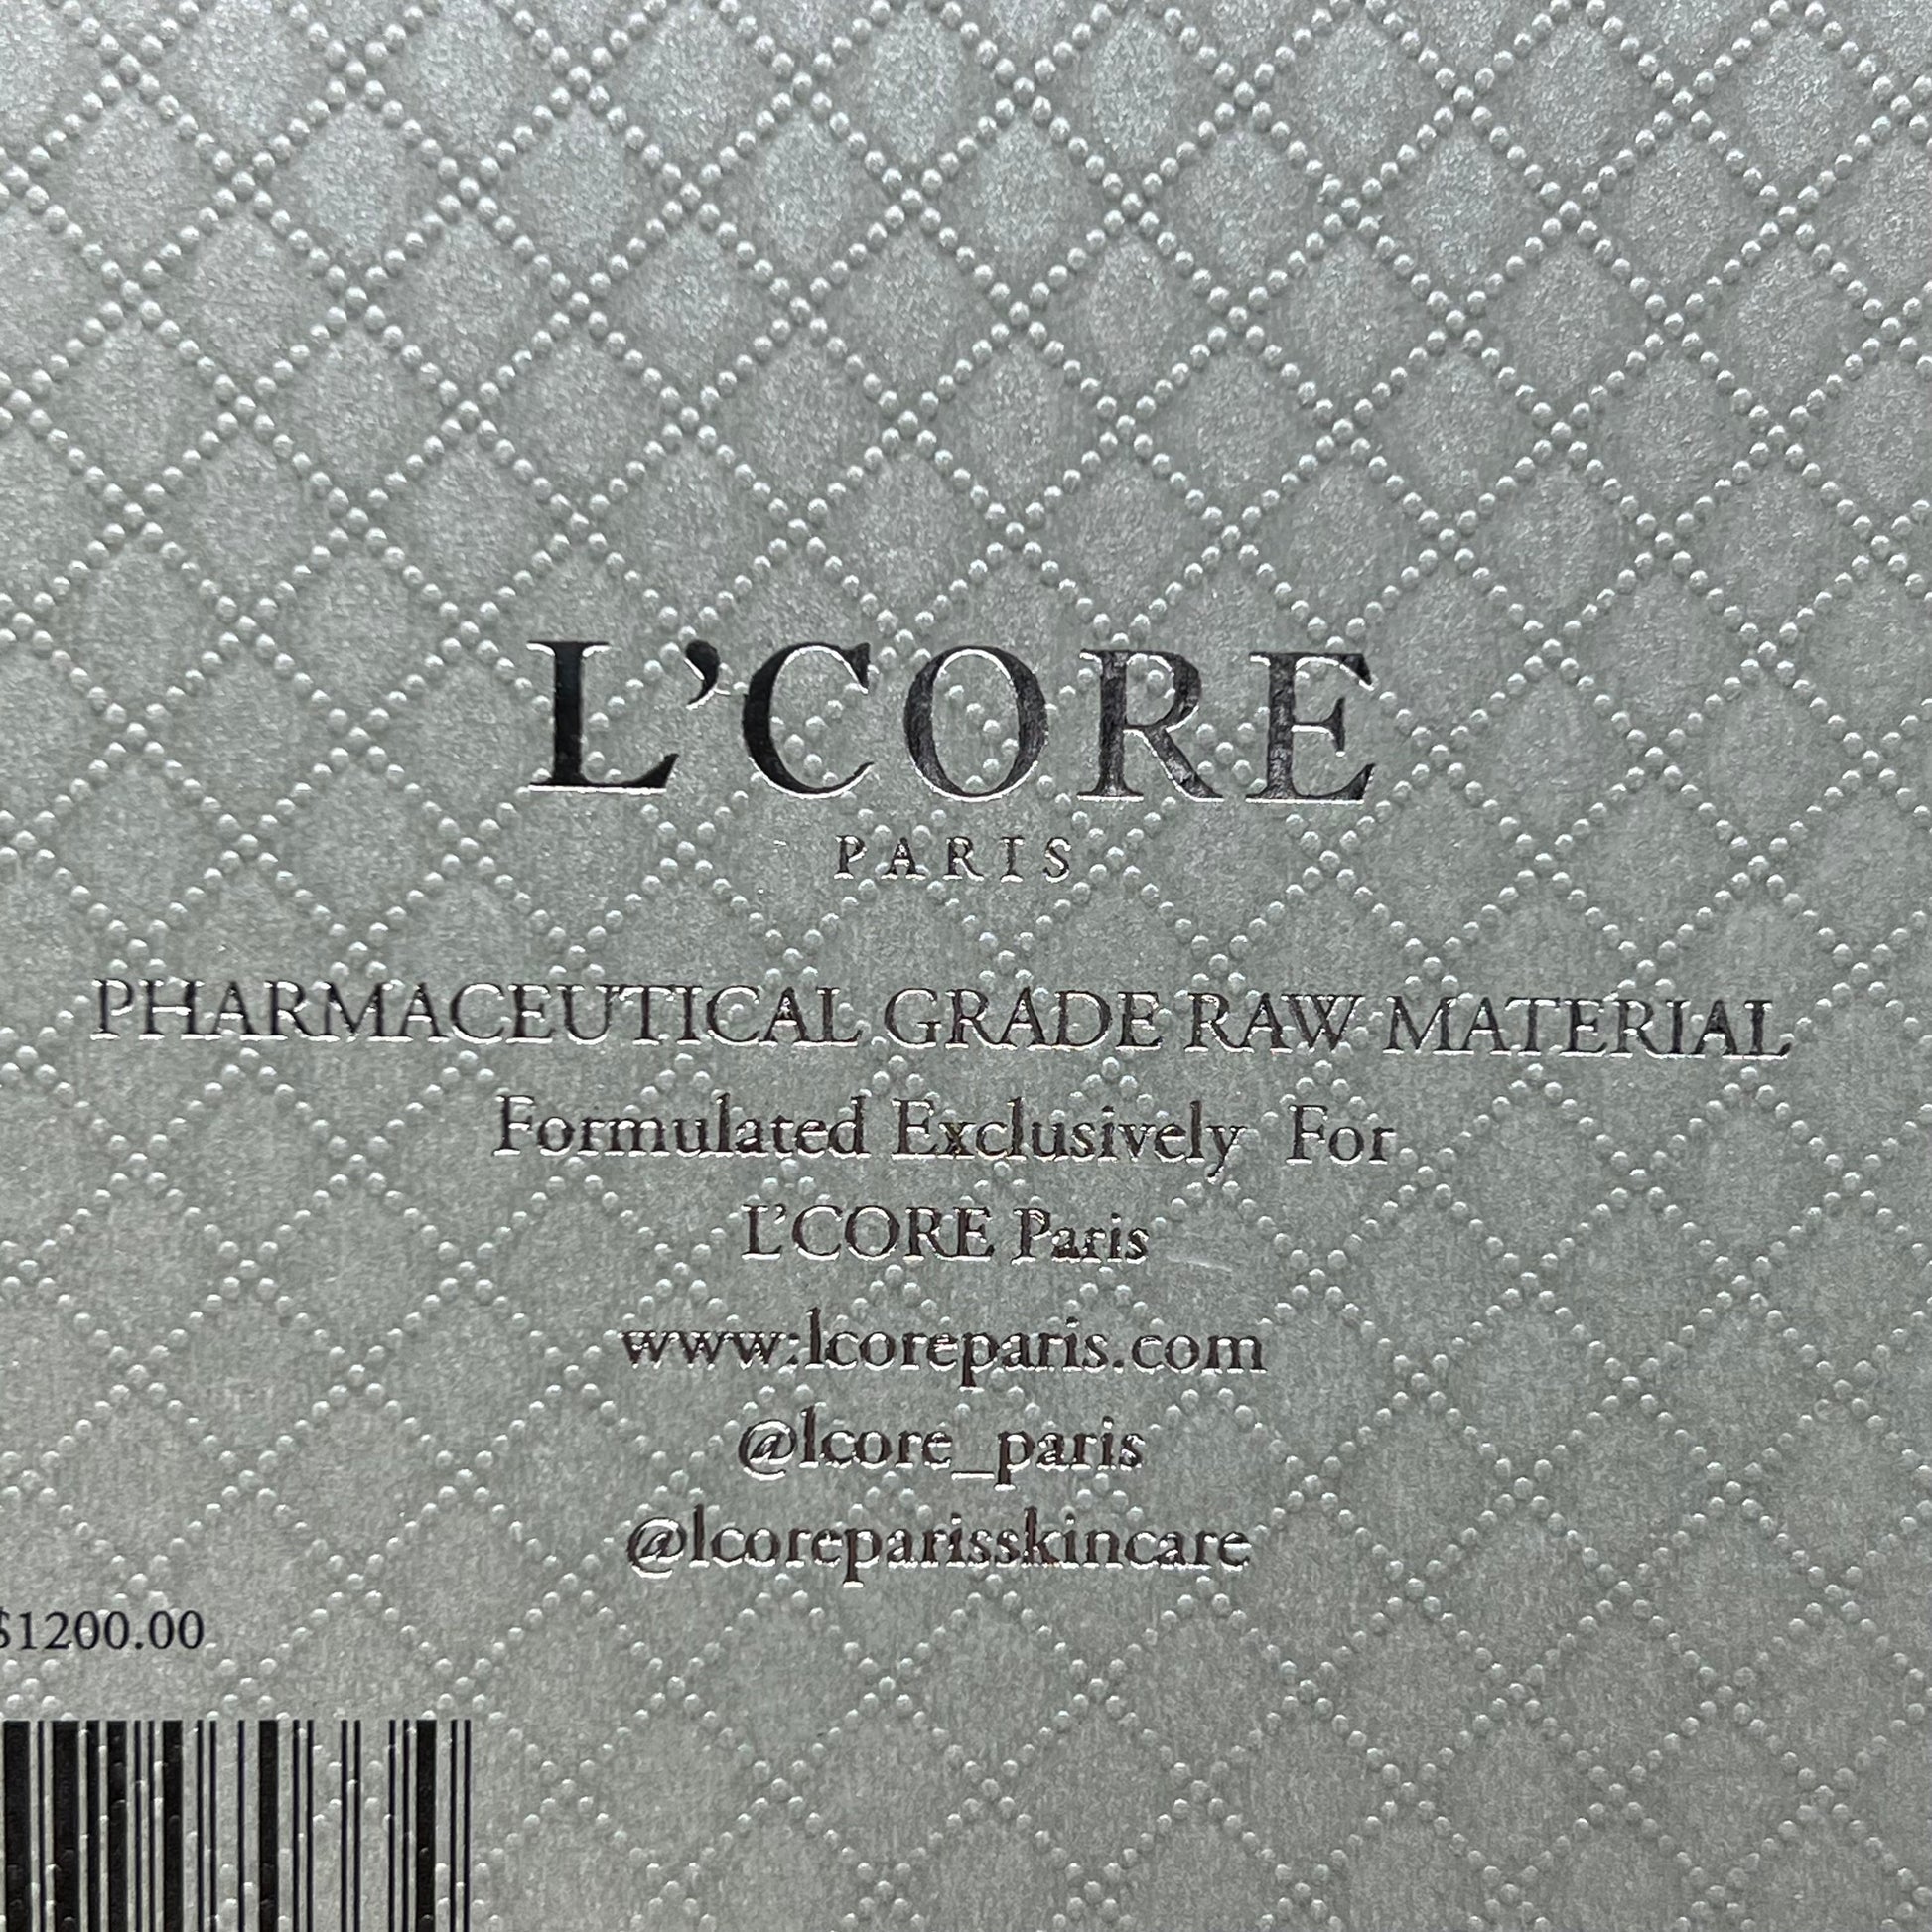 L'CORE
PARIS
PHARMACEUTICAL GRADE RAW MATERIAL
Formulated Exclusively For
L'CORE Paris
www.lcoreparis.com
@lcore_paris
@lcoreparisskincare
$1200.00